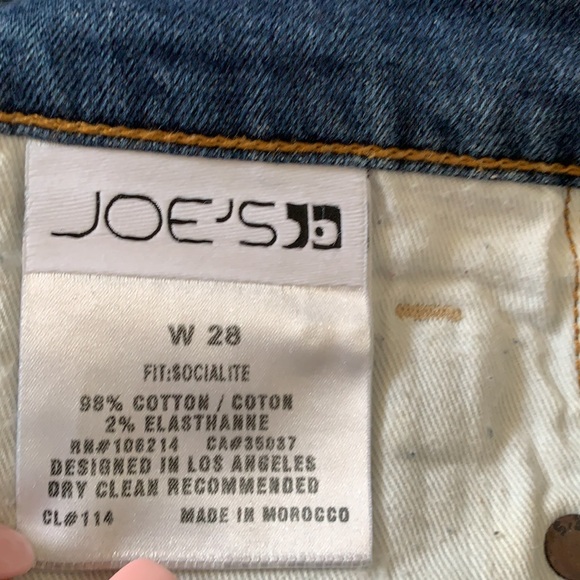 JOE'S
W 28
FIT:SOCIALITE
98% COTTON / COTON
2% ELASTHANNE
RN#106214 CA#35037
DESIGNED IN LOS ANGELES
DRY CLEAN RECOMMENDED
CL#114 MADE IN MOROCCO